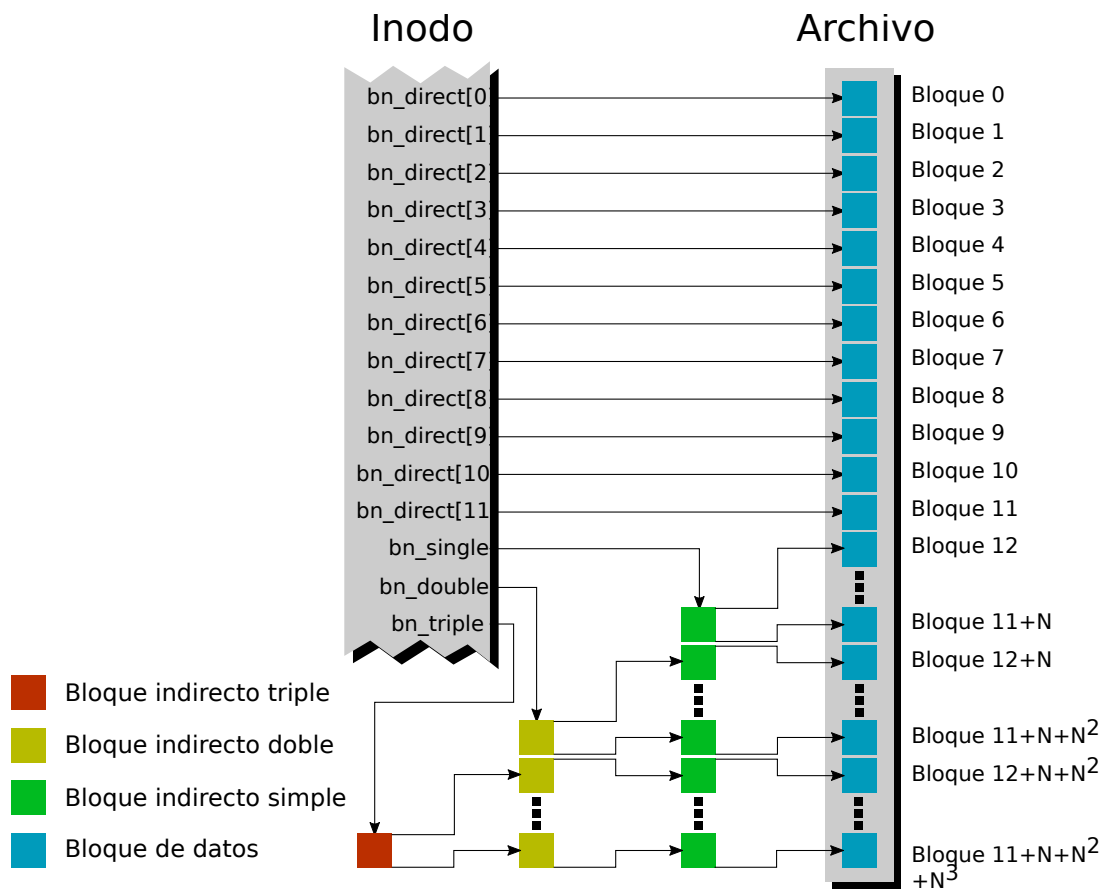 Inodo
Archivo
bn_direct[0]
Bloque 0
bn_direct[1]
Bloque 1
bn_direct[2]
Bloque 2
bn_direct[3]
Bloque 3
bn_direct[4]
Bloque 4
bn_direct[5]
Bloque 5
bn_direct[6]
Bloque 6
bn_direct[7]
Bloque 7
bn_direct[8]
Bloque 8
bn_direct[9]
Bloque 9
bn_direct[10
Bloque 10
bn_direct[11
Bloque 11
bn_single
Bloque 12
bn_double
bn_triple
Bloque 11+N
Bloque 12+N
Bloque indirecto triple
Bloque indirecto doble
Bloque indirecto simple
Bloque de datos
Bloque 11+N+N²
Bloque 12+N+N²
Bloque 11+N+N²
+N³